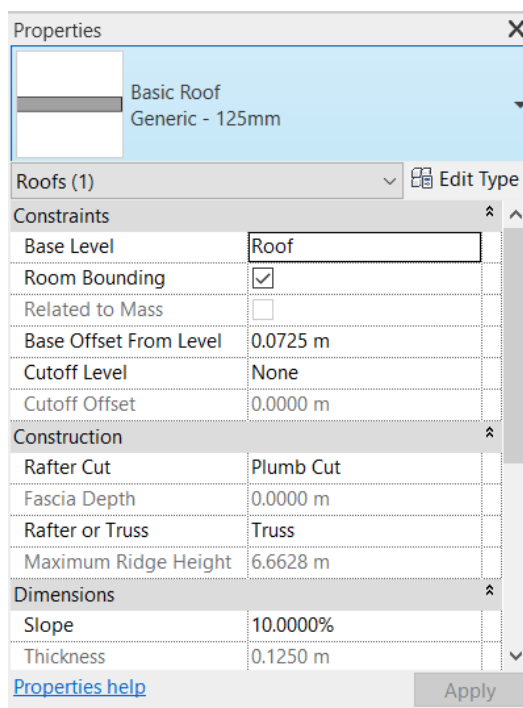 Properties
Basic Roof
Generic - 125mm
Roofs (1) Edit Type
Constraints
Base Level Roof
Room Bounding
Related to Mass
Base Offset From Level 0.0725 m
Cutoff Level None
Cutoff Offset 0.0000 m
Construction
Rafter Cut Plumb Cut
Fascia Depth 0.0000 m
Rafter or Truss Truss
Maximum Ridge Height 6.6628 m
Dimensions
Slope 10.0000%
Thickness 0.1250 m
Properties help Apply